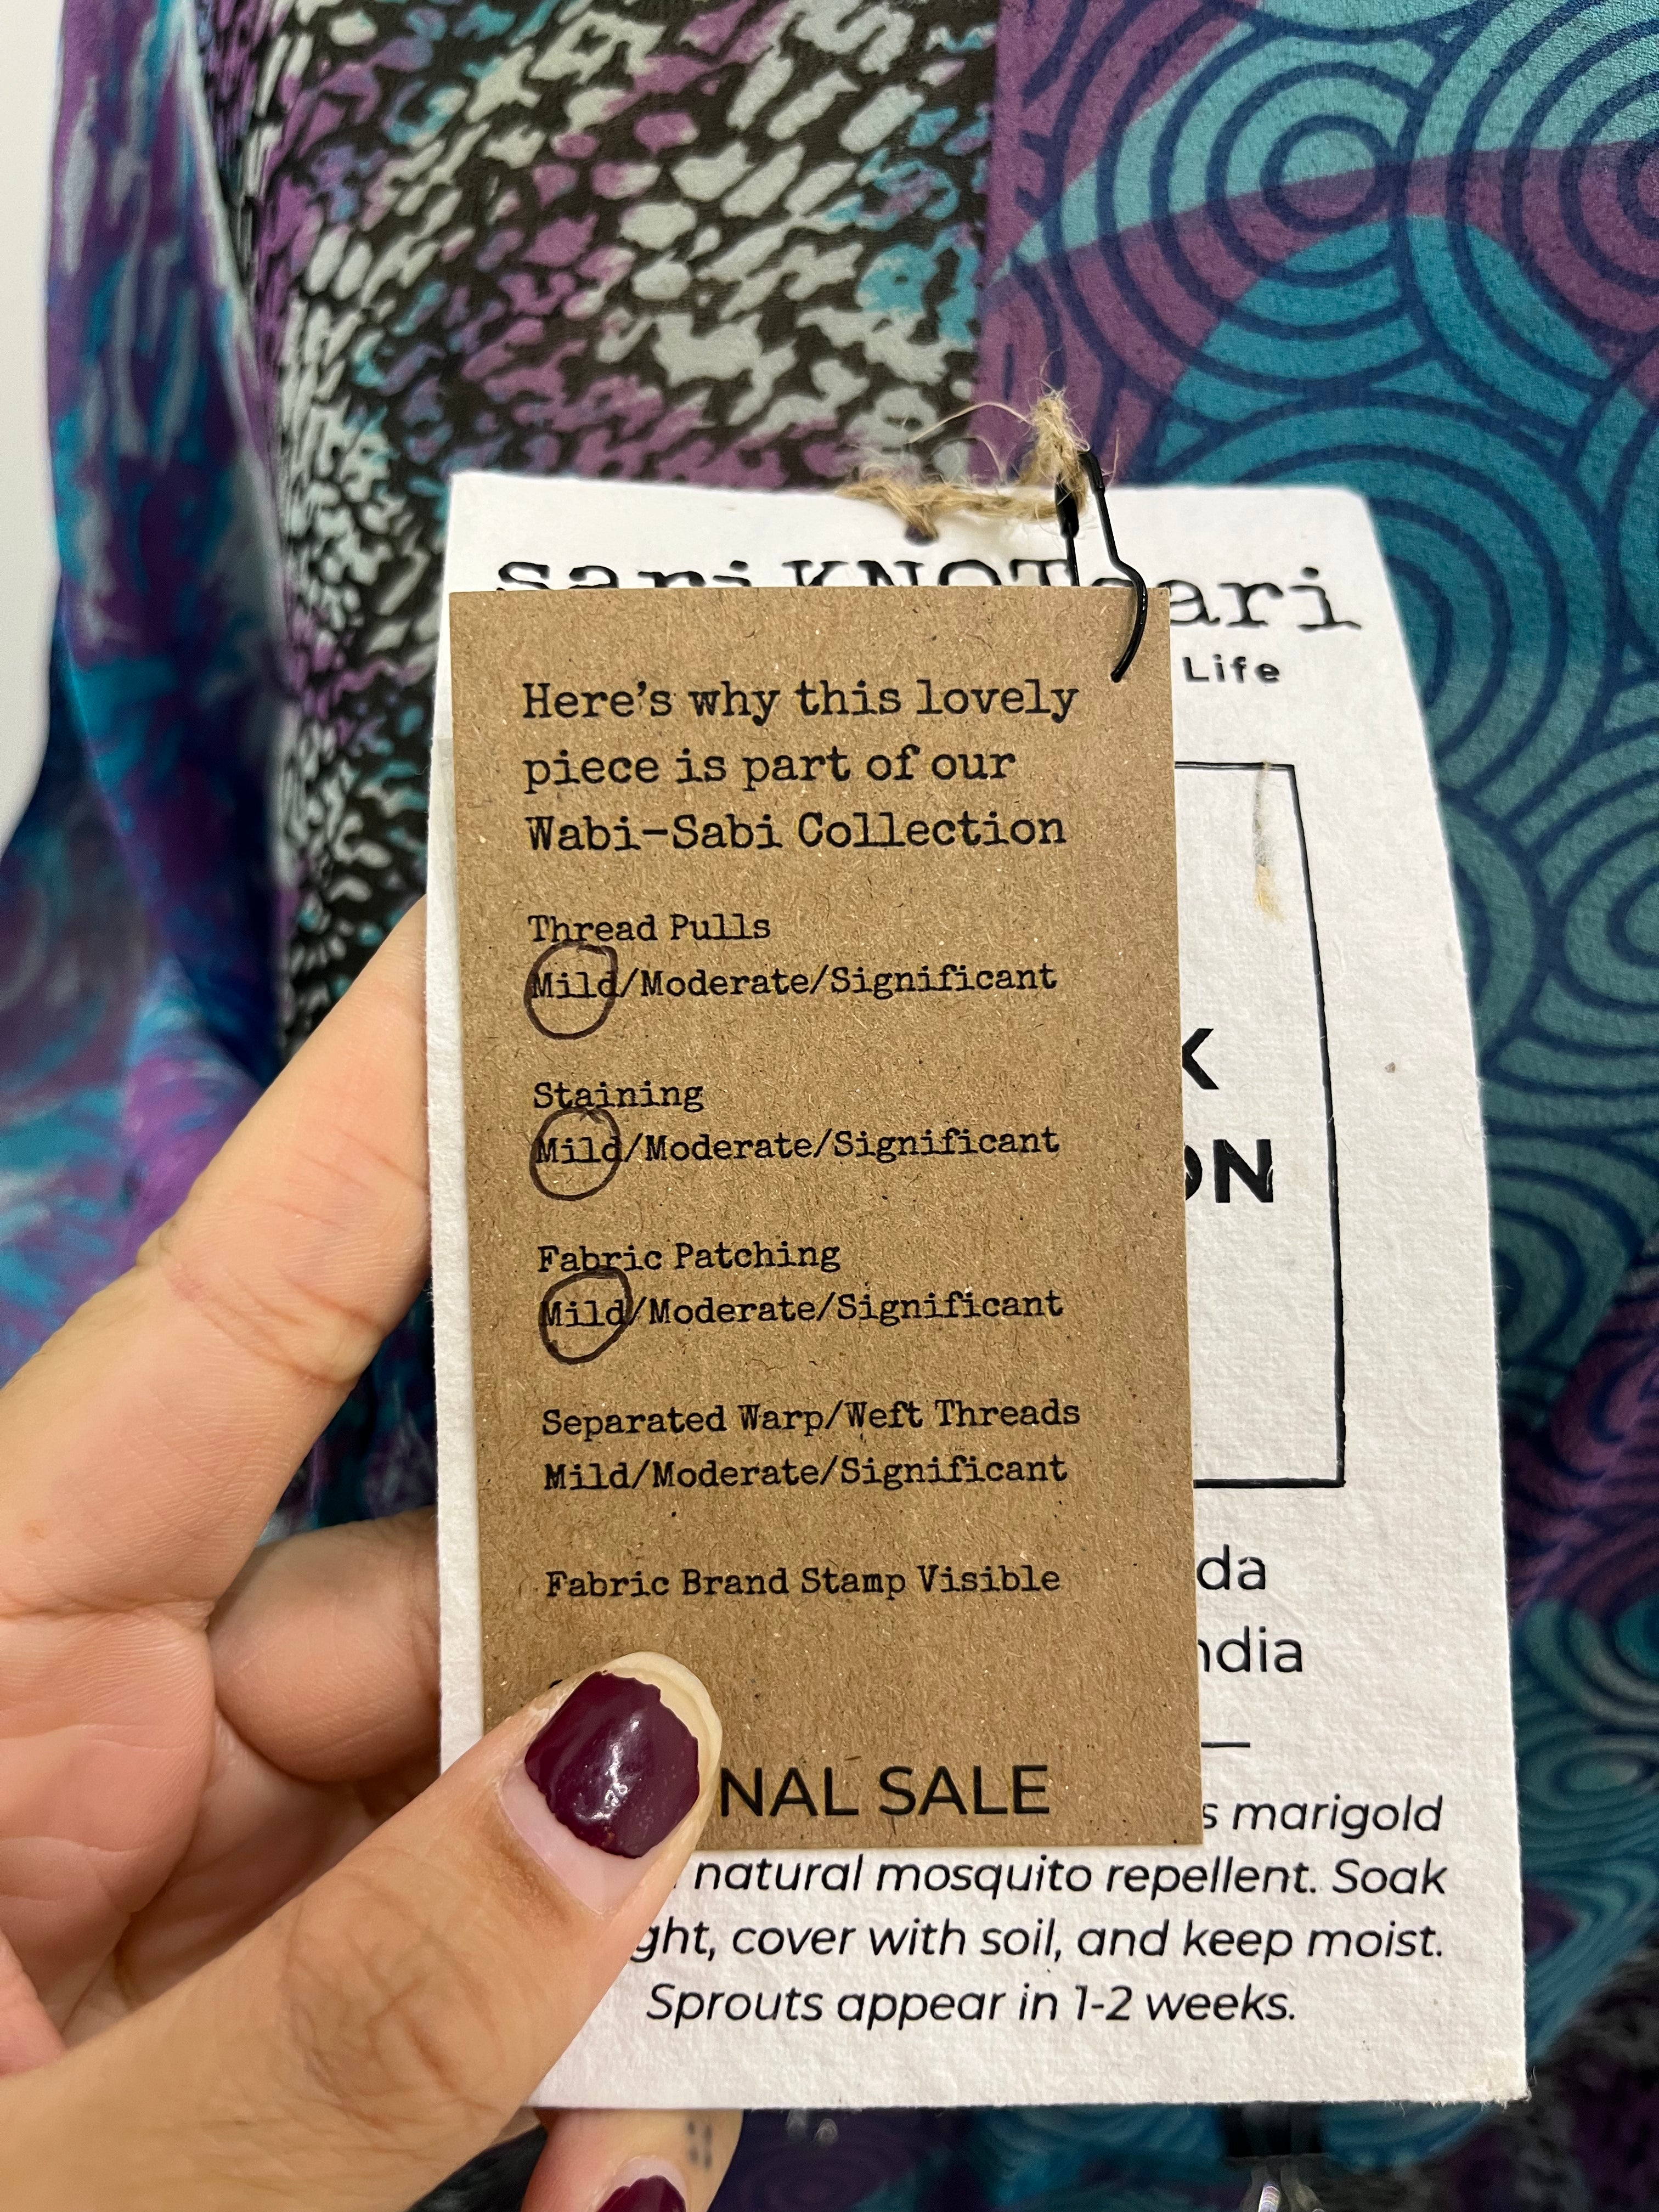 sari KNOT sari
Life
Here's why this lovely
piece is part of our
Wabi-Sabi Collection
Thread Pulls
Mild/Moderate/Significant
Staining
Mild/Moderate/Significant
Fabric Patching
Mild/Moderate/Significant
Separated Warp/Weft Threads
Mild/Moderate/Significant
Fabric Brand Stamp Visible
NAL SALE
K
ON
da
ndia
s marigold
natural mosquito repellent. Soak
ght, cover with soil, and keep moist.
Sprouts appear in 1-2 weeks.